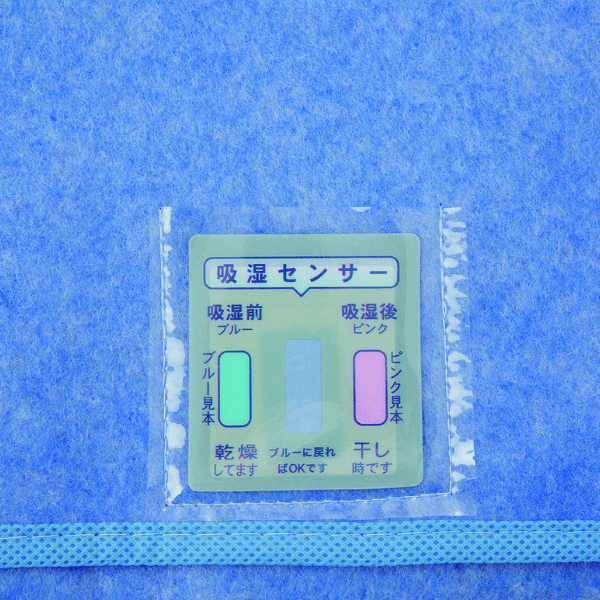 吸湿センサー
吸湿前
ブルー
吸湿後
ピンク
ブルー見本
ピンク見本
乾燥
してます
ブルーに戻れ
ばOKです
干し
時です